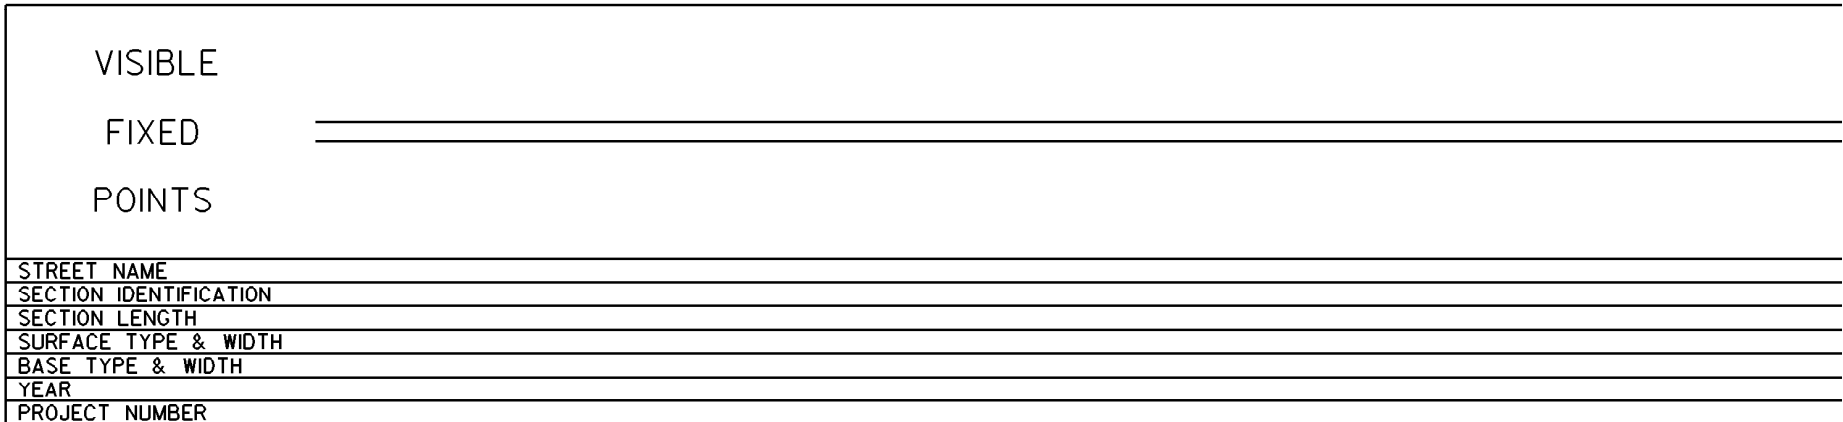 VISIBLE
FIXED
POINTS
STREET NAME
SECTION IDENTIFICATION
SECTION LENGTH
SURFACE TYPE & WIDTH
BASE TYPE & WIDTH
YEAR
PROJECT NUMBER